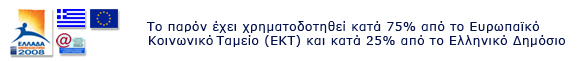 ΕΛΛΑΔΑ
2008
Το παρόν έχει χρηματοδοτηθεί κατά 75% από το Ευρωπαϊκό
Κοινωνικό Ταμείο (ΕΚΤ) και κατά 25% από το Ελληνικό Δημόσιο